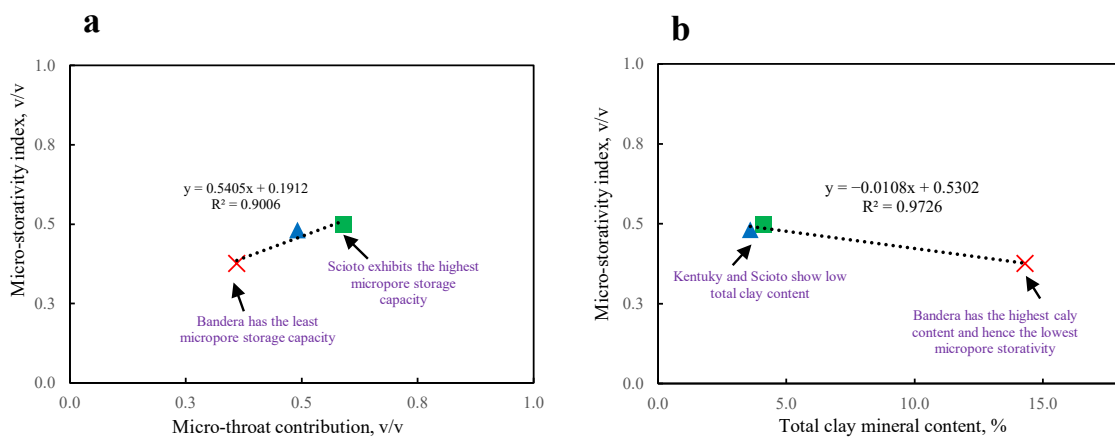 a
Micro-storativity index, v/v
1.0
0.8
0.5
0.3
0.0
y = 0.5405x + 0.1912
R² = 0.9006
Scioto exhibits the highest
micropore storage
capacity
Bandera has the least
micropore storage capacity
0.0
0.3
0.5
0.8
1.0
Micro-throat contribution, v/v
b
Micro-storativity index, v/v
1.0
0.8
0.5
0.3
0.0
y = −0.0108x + 0.5302
R² = 0.9726
Kentuky and Scioto show low
total clay content
Bandera has the highest caly
content and hence the lowest
micropore storativity
0.0
5.0
10.0
15.0
Total clay mineral content, %